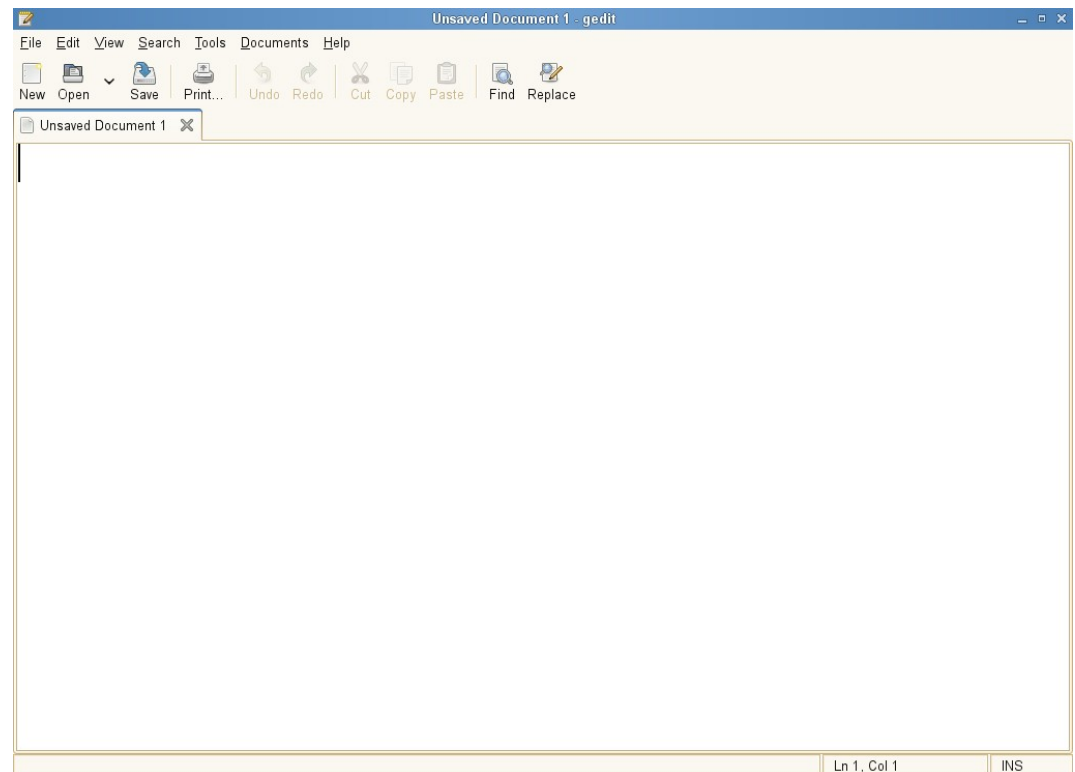 Unsaved Document 1 - gedit
File Edit View Search Tools Documents Help
New Open Save Print... Undo Redo Cut Copy Paste Find Replace
Unsaved Document 1
Ln 1, Col 1 INS